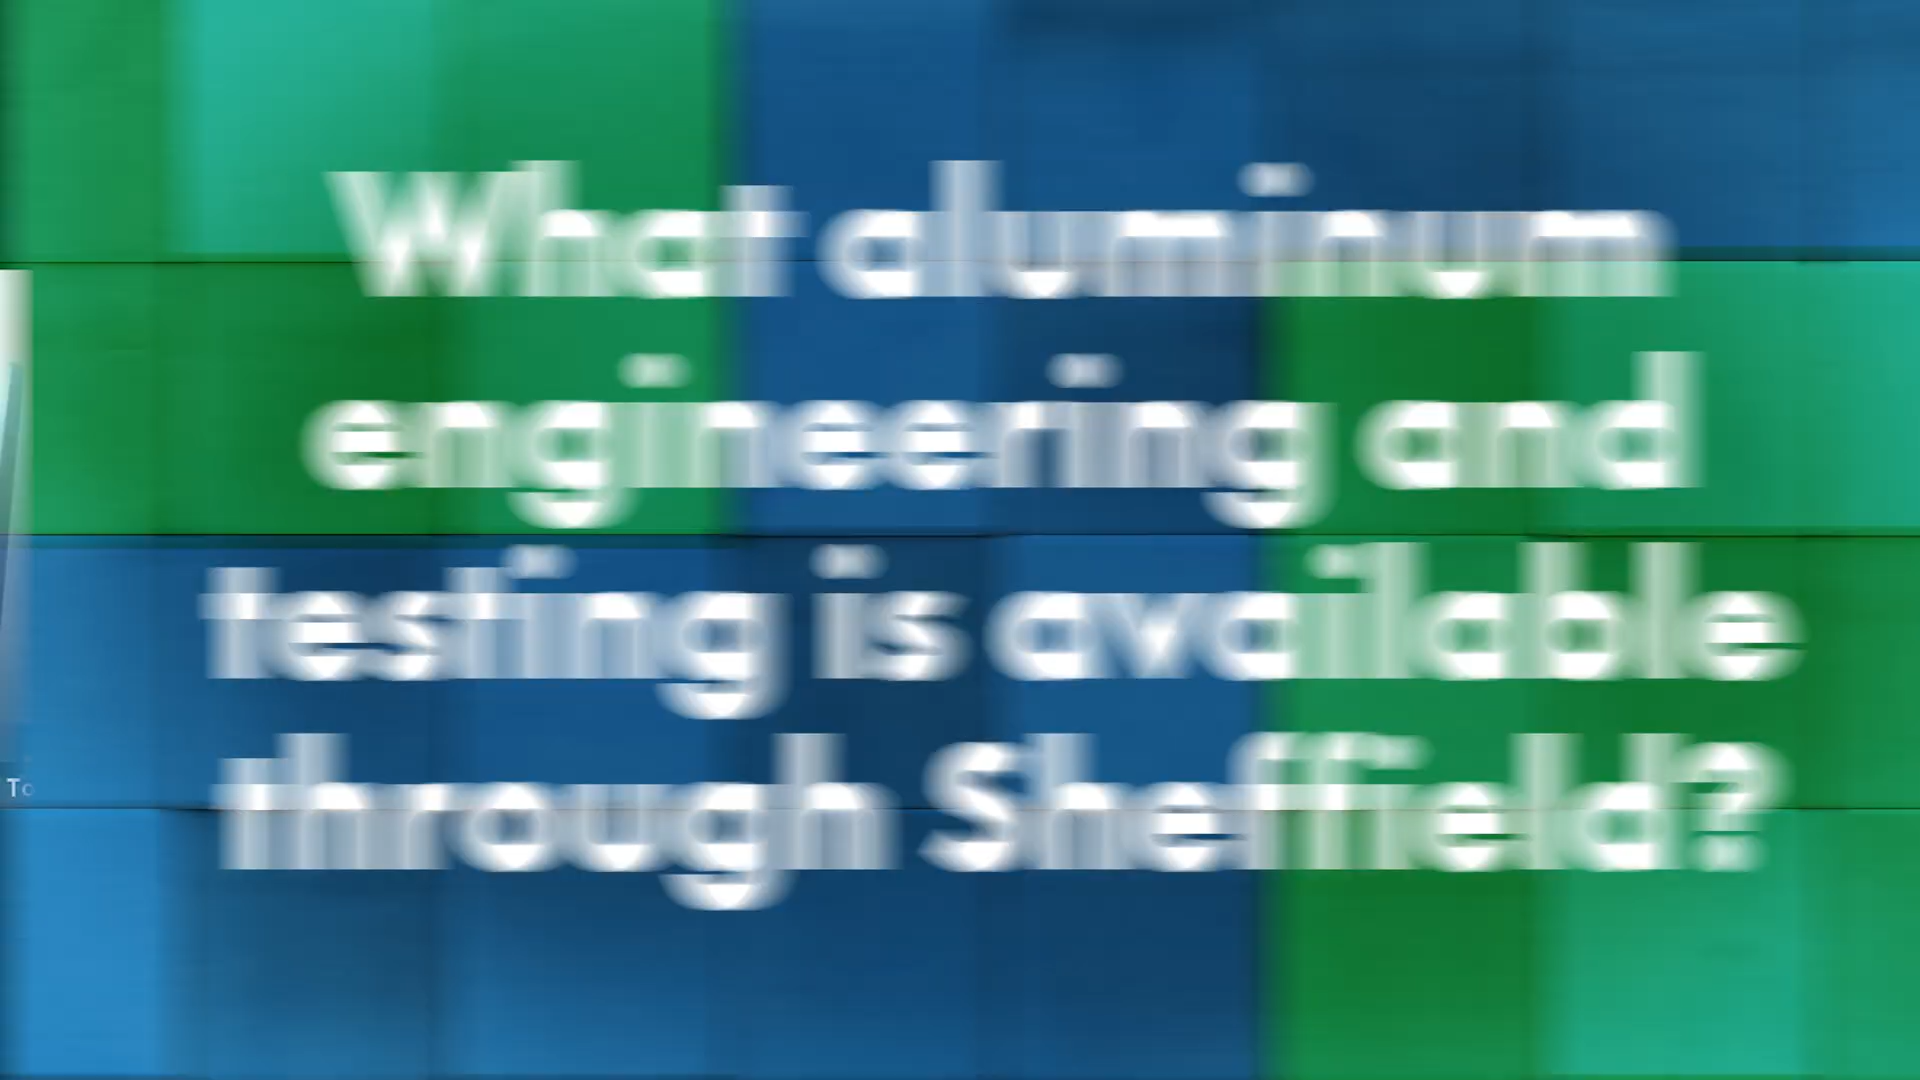 What aluminum
engineering and
testing is available
through Sheffield?